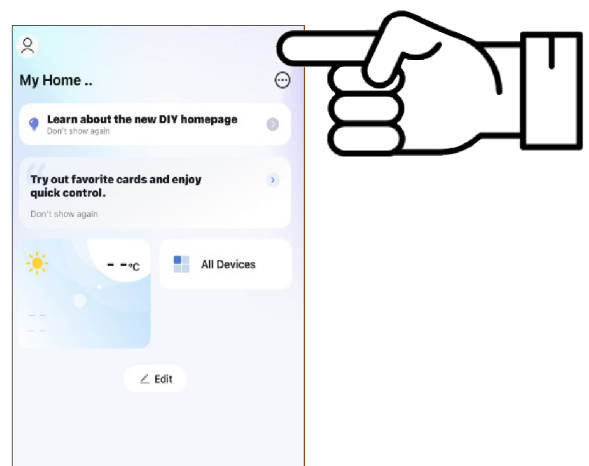 My Home ..
Learn about the new DIY homepage
Don't show again
Try out favorite cards and enjoy
quick control.
Don't show again
- -°C
All Devices
- -
- -
Edit